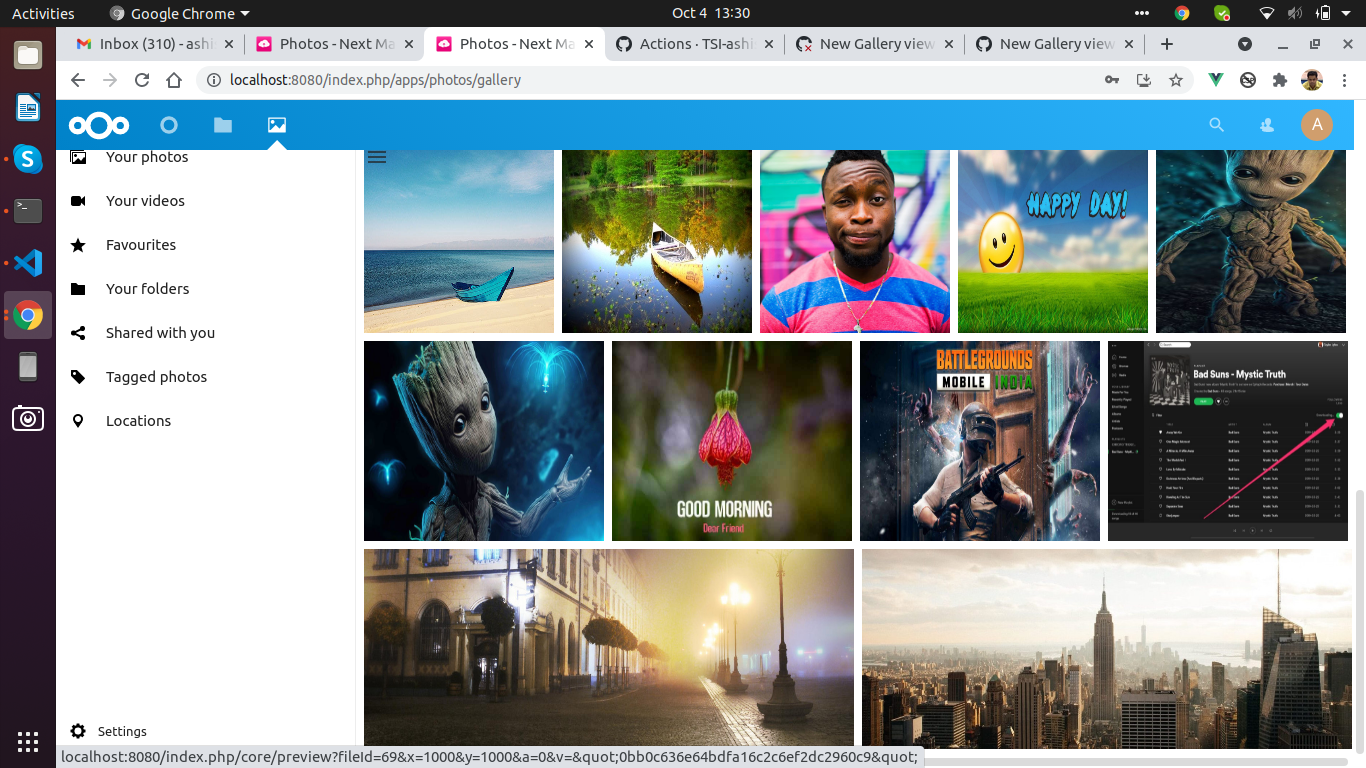 Activities
Google Chrome
Oct 4 13:30
Inbox (310) - ashi
Photos - Next Ma
Photos - Next Ma
Actions · TSI-ashi
New Gallery view
New Gallery view
localhost:8080/index.php/apps/photos/gallery
A
Your photos
Your videos
Favourites
Your folders
Shared with you
Tagged photos
Locations
HAPPY DAY!
GOOD MORNING
Dear Friend
BATTLEGROUNDS
MOBILE INDIA
Bad Suns - Mystic Truth
Settings
localhost:8080/index.php/core/preview?fileId=69&x=1000&y=1000&a=0&v=&quot;0bb0c636e64bdfa16c2c6ef2dc2960c9&quot;